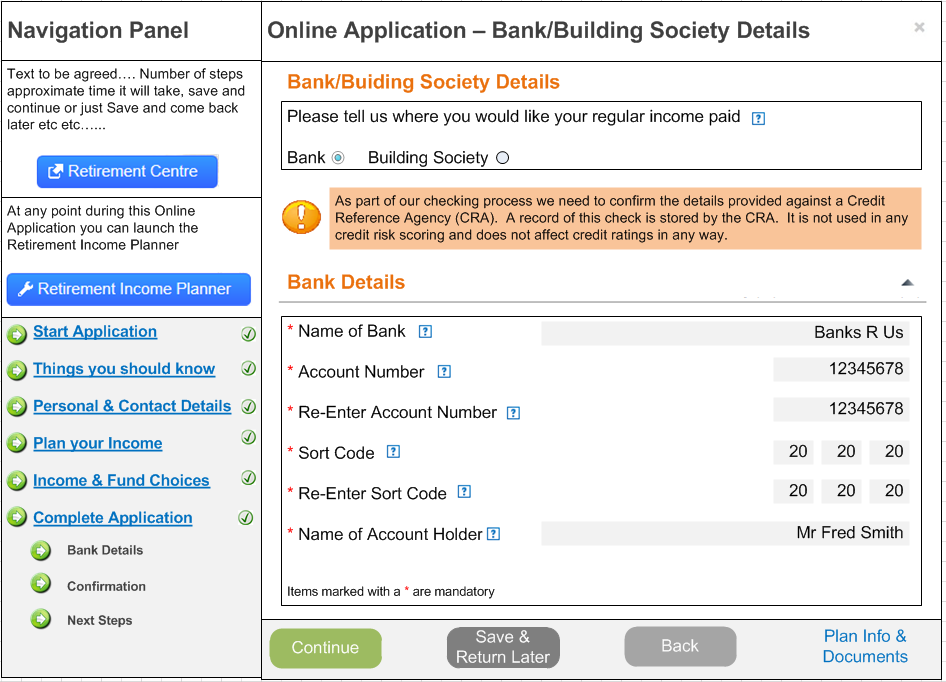 Navigation Panel
Text to be agreed…. Number of steps
approximate time it will take, save and
continue or just Save and come back
later etc etc…...
Retirement Centre
At any point during this Online
Application you can launch the
Retirement Income Planner
Retirement Income Planner
Start Application
Things you should know
Personal & Contact Details
Plan your Income
Income & Fund Choices
Complete Application
Bank Details
Confirmation
Next Steps
Online Application – Bank/Building Society Details
×
Bank/Buiding Society Details
Please tell us where you would like your regular income paid ?
Bank Building Society
!
As part of our checking process we need to confirm the details provided against a Credit
Reference Agency (CRA). A record of this check is stored by the CRA. It is not used in any
credit risk scoring and does not affect credit ratings in any way.
Bank Details
* Name of Bank ? Banks R Us
* Account Number ? 12345678
* Re-Enter Account Number ? 12345678
* Sort Code ? 20 20 20
* Re-Enter Sort Code ? 20 20 20
* Name of Account Holder ? Mr Fred Smith
Items marked with a * are mandatory
Continue
Save &
Return Later
Back
Plan Info &
Documents